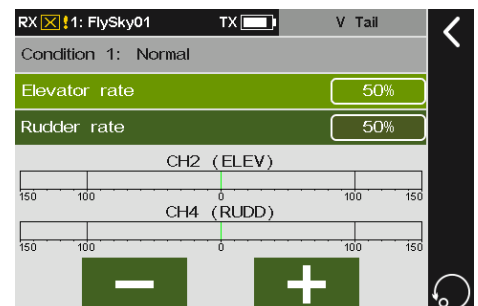 RX ! 1: FlySky01 TX V Tail
Condition 1: Normal
Elevator rate 50%
Rudder rate 50%
CH2 (ELEV)
150 100 0 100 150
CH4 (RUDD)
150 100 0 100 150
− +